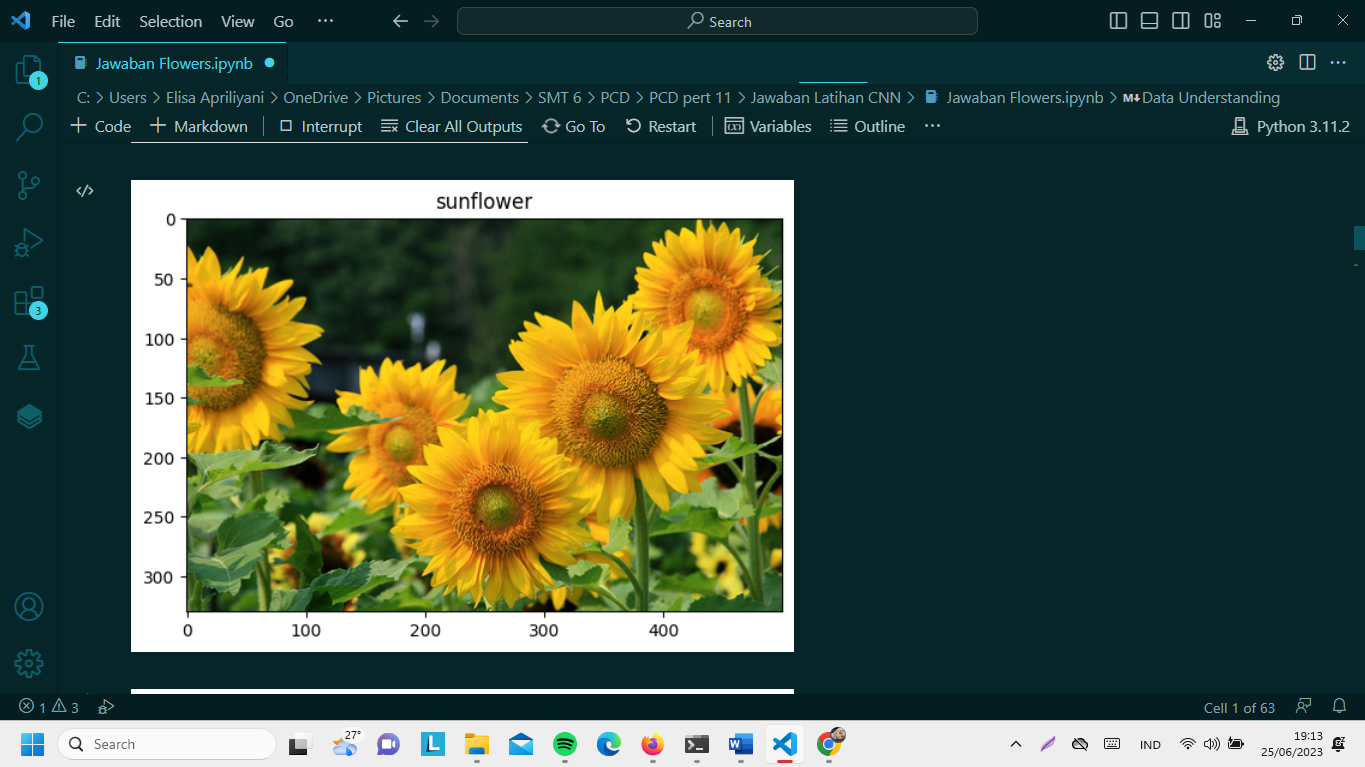 File Edit Selection View Go ··· Search
Jawaban Flowers.ipynb
1
C: > Users > Elisa Apriliyani > OneDrive > Pictures > Documents > SMT 6 > PCD > PCD pert 11 > Jawaban Latihan CNN > Jawaban Flowers.ipynb > M↓Data Understanding
+ Code + Markdown Interrupt Clear All Outputs Go To Restart (x) Variables Outline ··· Python 3.11.2
sunflower
0
50
100
150
200
250
300
0 100 200 300 400
3
1 3 Cell 1 of 63
Search 27° L W IND 19:13
25/06/2023